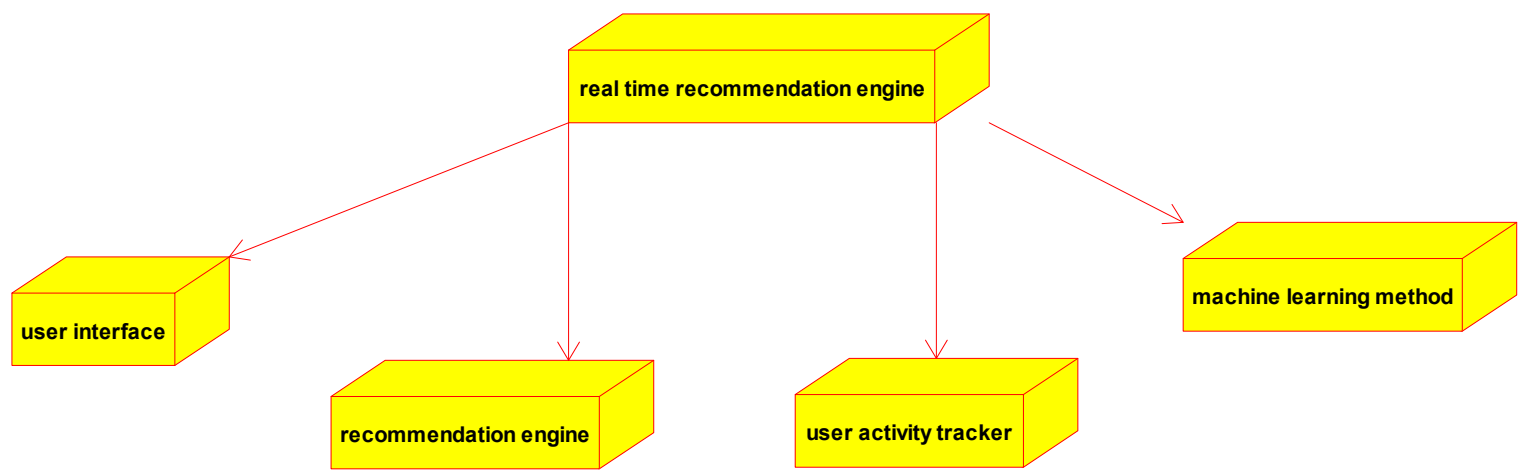 real time recommendation engine
user interface
machine learning method
recommendation engine
user activity tracker